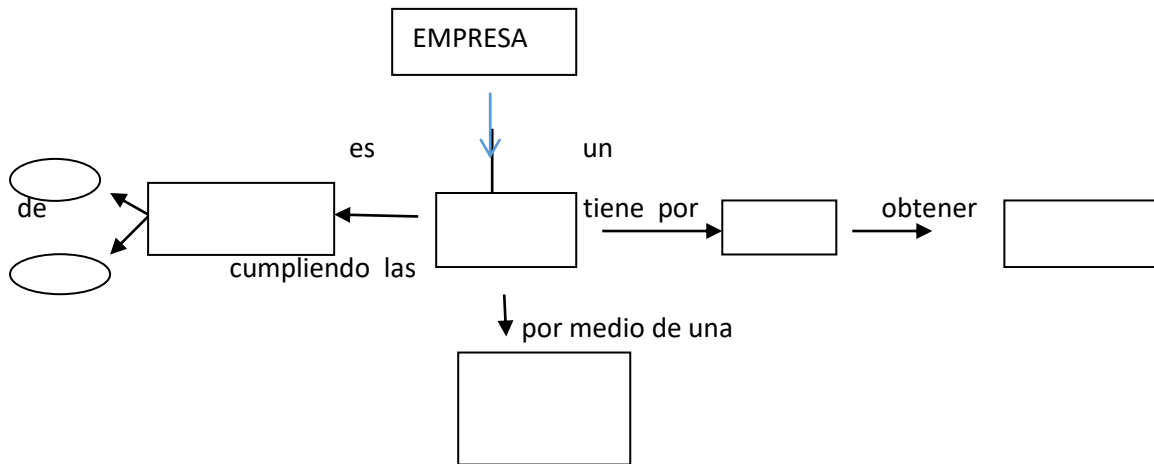 EMPRESA
es un
de tiene por obtener
cumpliendo las
por medio de una